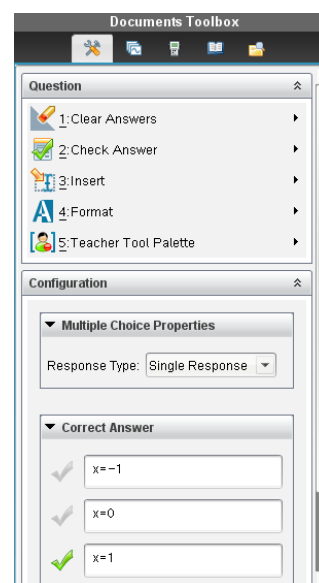 Documents Toolbox
Question
1:Clear Answers
2:Check Answer
3:Insert
4:Format
5:Teacher Tool Palette
Configuration
Multiple Choice Properties
Response Type: Single Response
Correct Answer
x=-1
x=0
x=1